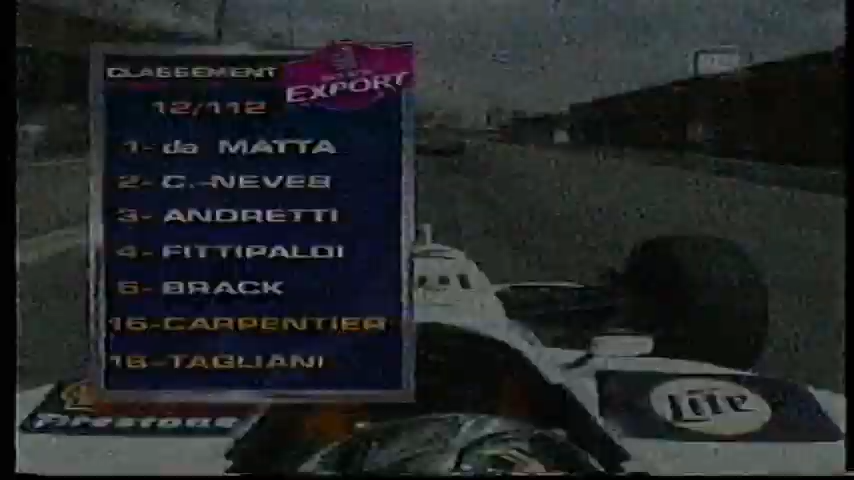 CLASSEMENT
EXPORT
12/112
1- da MATTA
2- C.-NEVES
3- ANDRETTI
4- FITTIPALDI
5- BRACK
16-CARPENTIER
18-TAGLIANI
Lite
Firestone